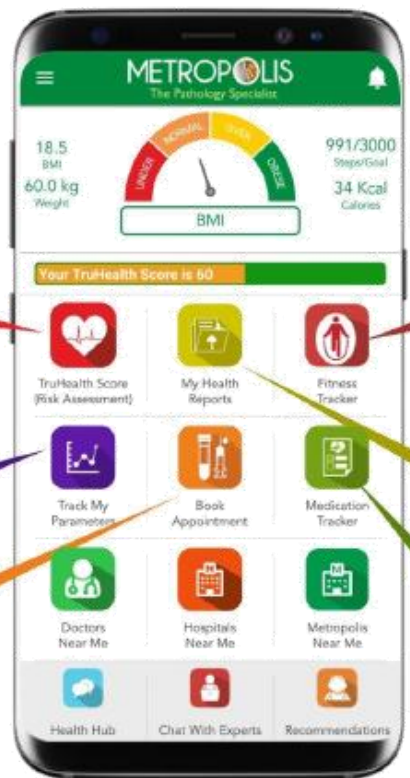 METROPOLIS
The Pathology Specialist
18.5
BMI
60.0 kg
Weight
UNDER
NORMAL
OVER
OBESE
BMI
991/3000
Steps/Goal
34 Kcal
Calories
Your TruHealth Score is 60
TruHealth Score
(Risk Assessment)
My Health
Reports
Fitness
Tracker
Track My
Parameters
Book
Appointment
Medication
Tracker
Doctors
Near Me
Hospitals
Near Me
Metropolis
Near Me
Health Hub
Chat With Experts
Recommendations